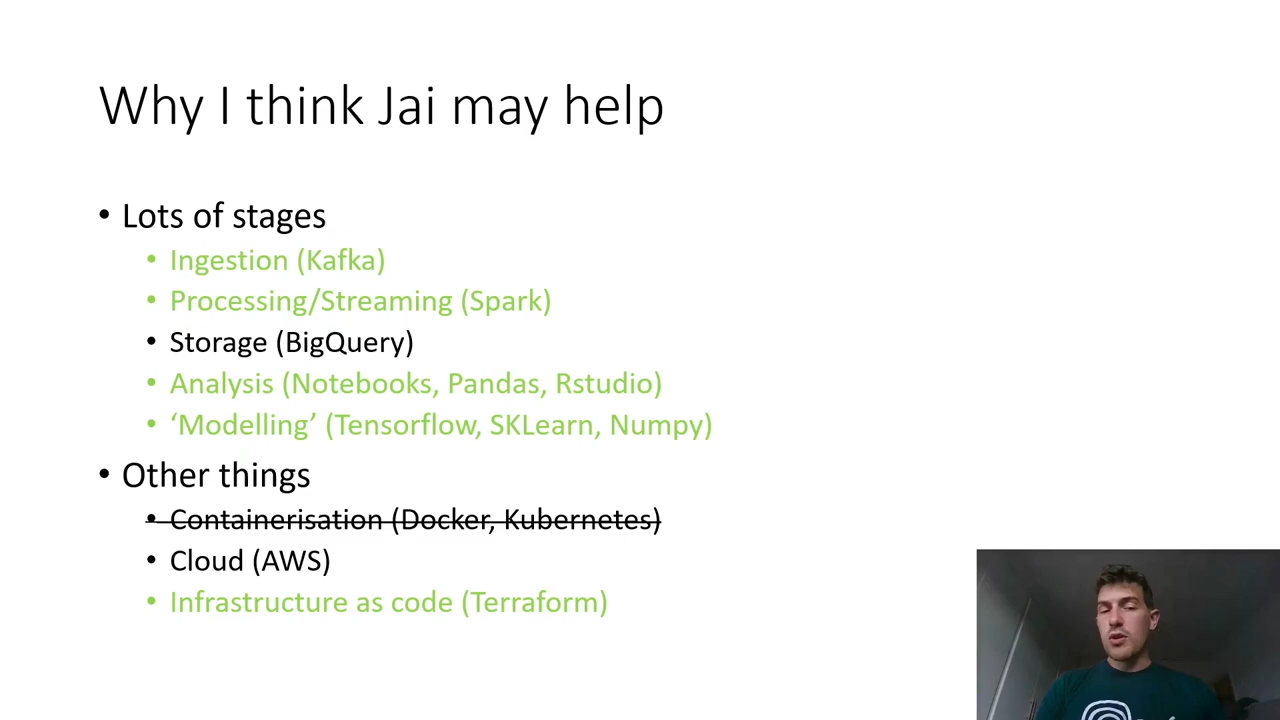 Why I think Jai may help
• Lots of stages
• Ingestion (Kafka)
• Processing/Streaming (Spark)
• Storage (BigQuery)
• Analysis (Notebooks, Pandas, Rstudio)
• ‘Modelling’ (Tensorflow, SKLearn, Numpy)
• Other things
• Containerisation (Docker, Kubernetes)
• Cloud (AWS)
• Infrastructure as code (Terraform)